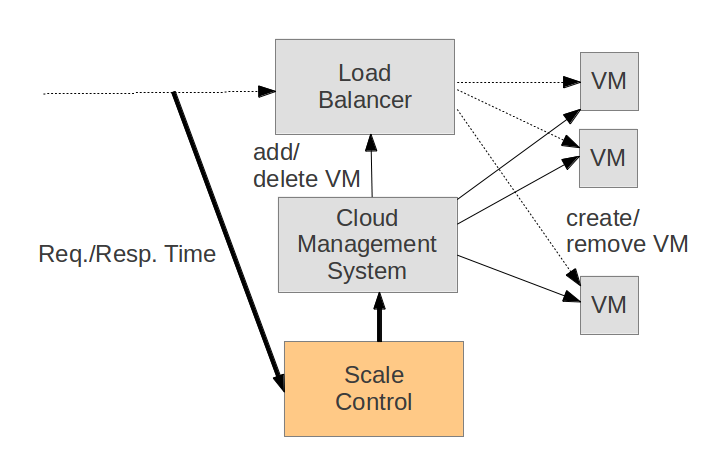 Load
Balancer
VM
VM
add/
delete VM
Cloud
Management
System
create/
remove VM
Req./Resp. Time
VM
Scale
Control